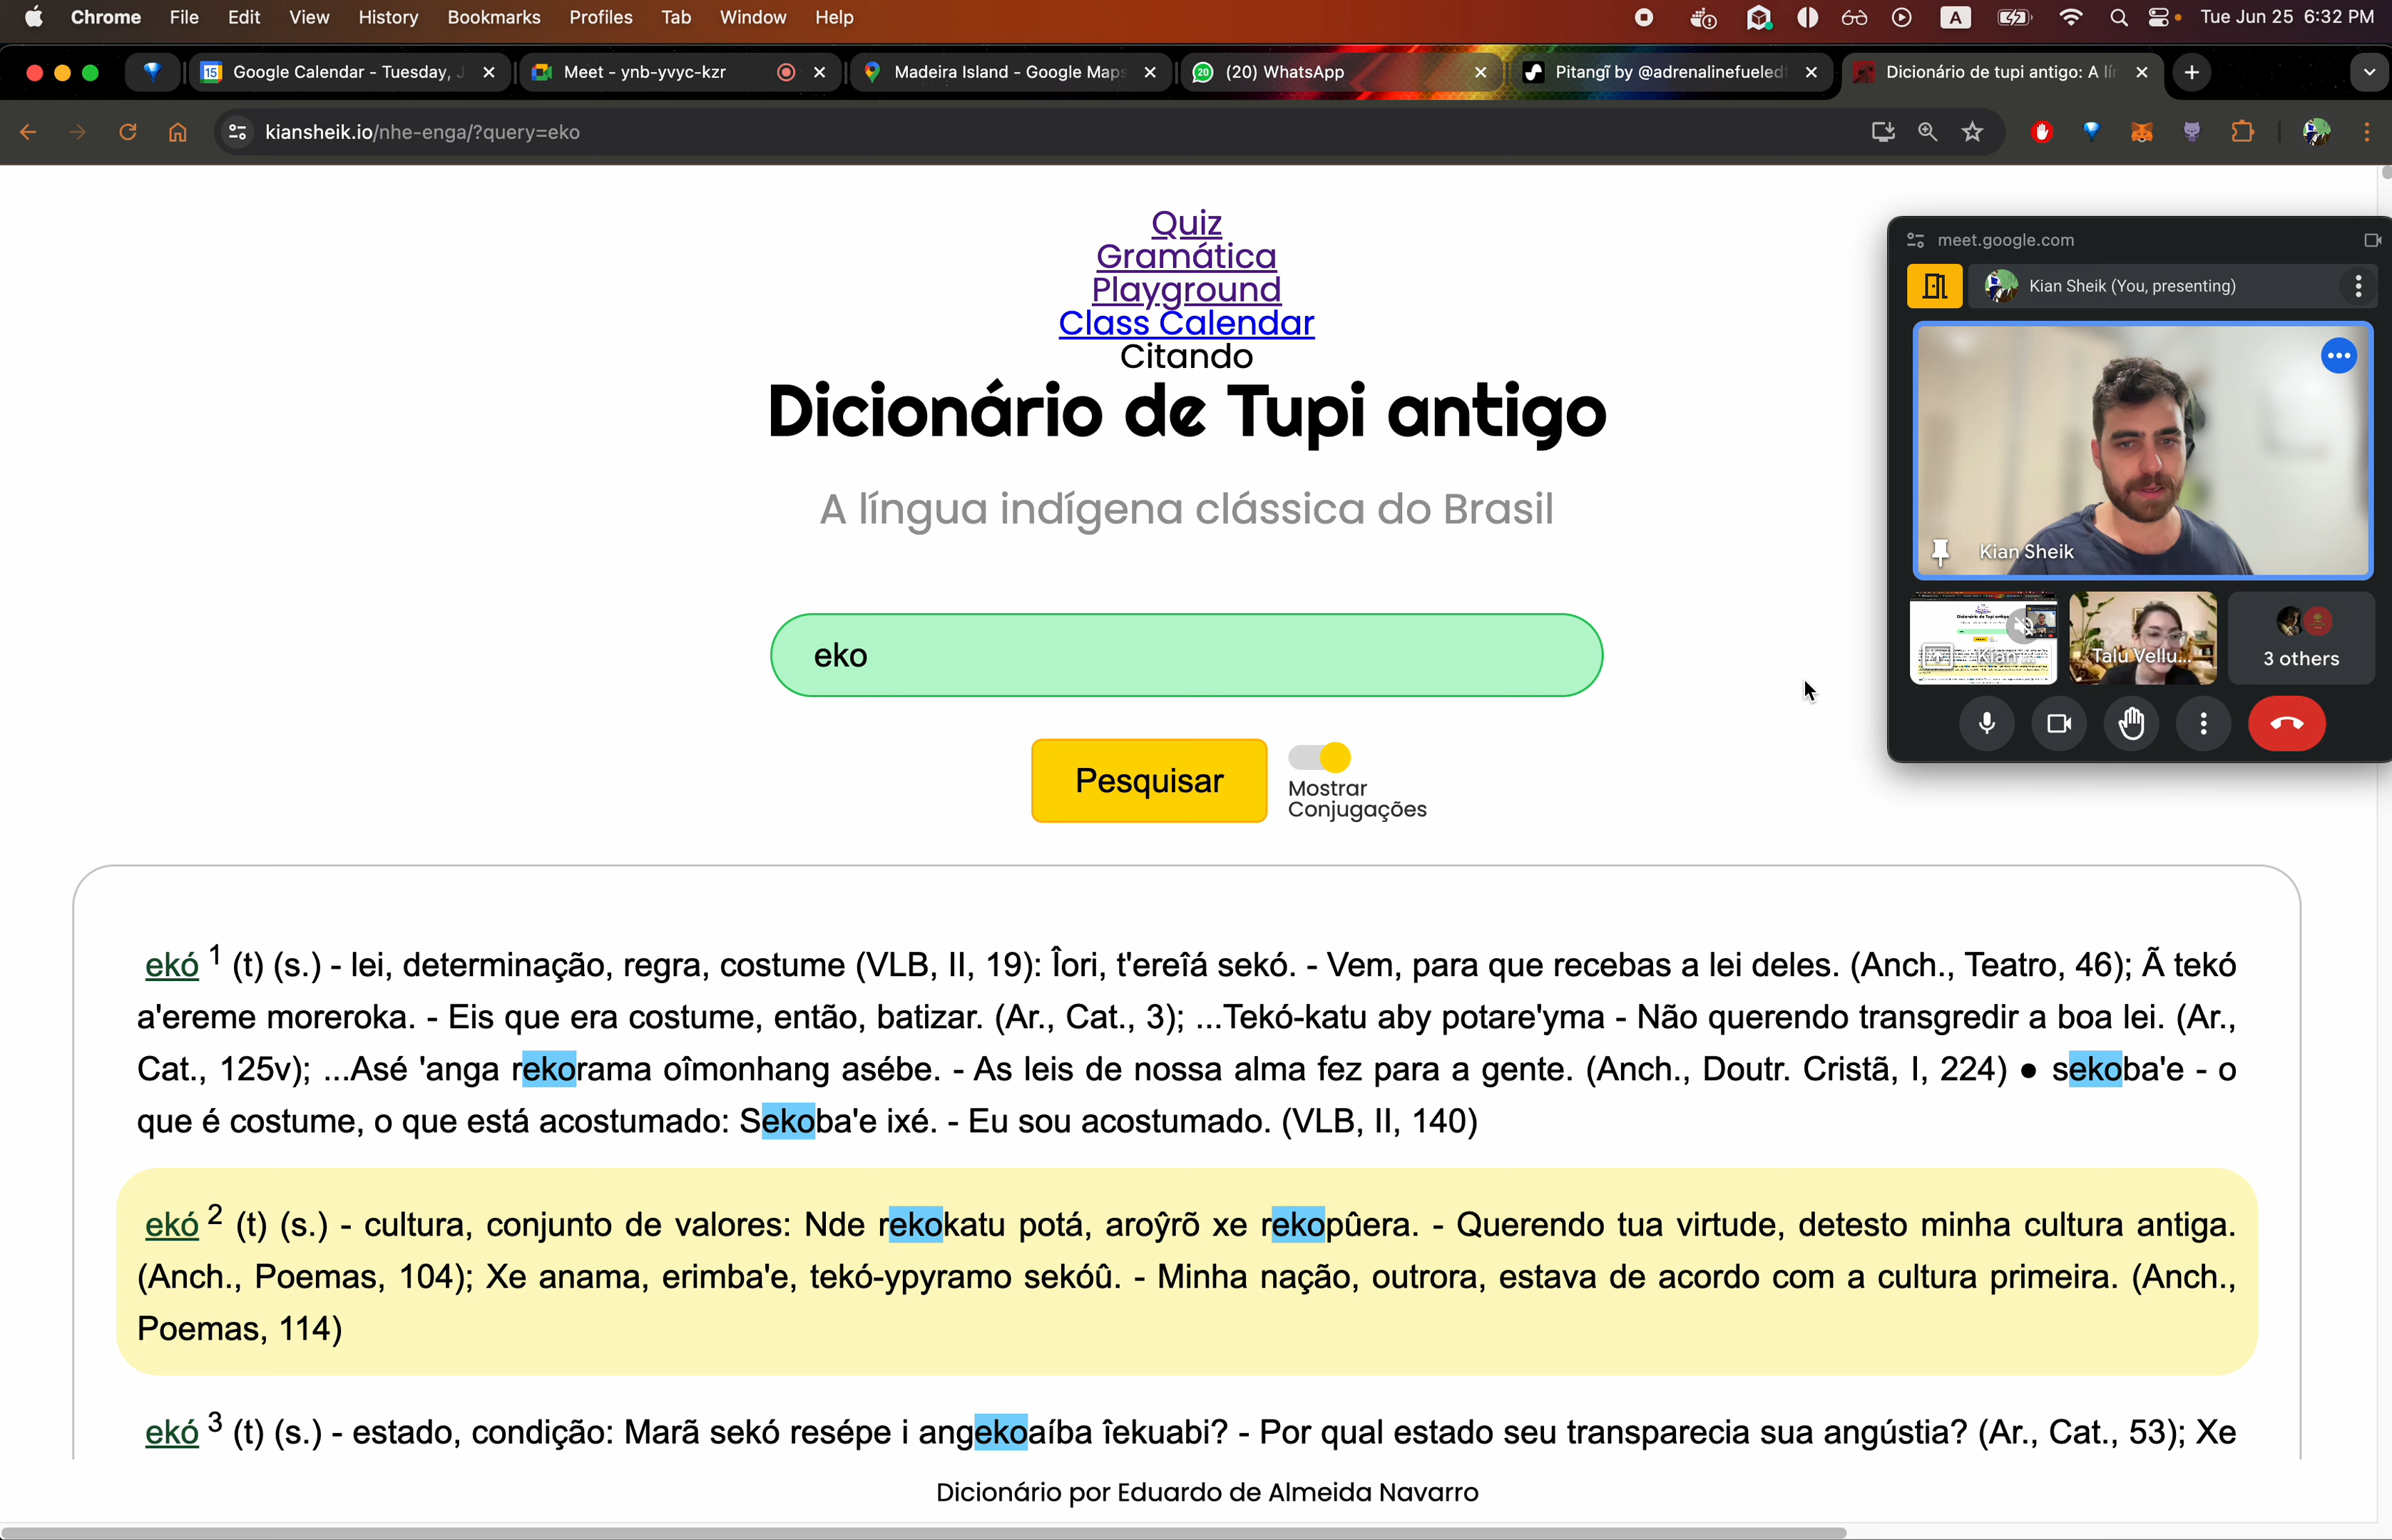 Chrome File Edit View History Bookmarks Profiles Tab Window Help A Tue Jun 25 6:32 PM
15 Google Calendar - Tuesday, J Meet - ynb-yvyc-kzr Madeira Island - Google Maps 20 (20) WhatsApp Pitangĩ by @adrenalinefueled Dicionário de tupi antigo: A lín
kiansheik.io/nhe-enga/?query=eko
Quiz
Gramática
Playground
Class Calendar
Citando
Dicionário de Tupi antigo
A língua indígena clássica do Brasil
eko
Pesquisar
Mostrar
Conjugações
meet.google.com
Kian Sheik (You, presenting)
Kian Sheik
Kian ...
Talu Vellu...
3 others
ekó 1 (t) (s.) - lei, determinação, regra, costume (VLB, II, 19): Îori, t'ereîá sekó. - Vem, para que recebas a lei deles. (Anch., Teatro, 46); Ã tekó
a'ereme moreroka. - Eis que era costume, então, batizar. (Ar., Cat., 3); ...Tekó-katu aby potare'yma - Não querendo transgredir a boa lei. (Ar.,
Cat., 125v); ...Asé 'anga rekorama oîmonhang asébe. - As leis de nossa alma fez para a gente. (Anch., Doutr. Cristã, I, 224) ● sekoba'e - o
que é costume, o que está acostumado: Sekoba'e ixé. - Eu sou acostumado. (VLB, II, 140)
ekó 2 (t) (s.) - cultura, conjunto de valores: Nde rekokatu potá, aroŷrõ xe rekopûera. - Querendo tua virtude, detesto minha cultura antiga.
(Anch., Poemas, 104); Xe anama, erimba'e, tekó-ypyramo sekóû. - Minha nação, outrora, estava de acordo com a cultura primeira. (Anch.,
Poemas, 114)
ekó 3 (t) (s.) - estado, condição: Marã sekó resépe i angekoaíba îekuabi? - Por qual estado seu transparecia sua angústia? (Ar., Cat., 53); Xe
Dicionário por Eduardo de Almeida Navarro